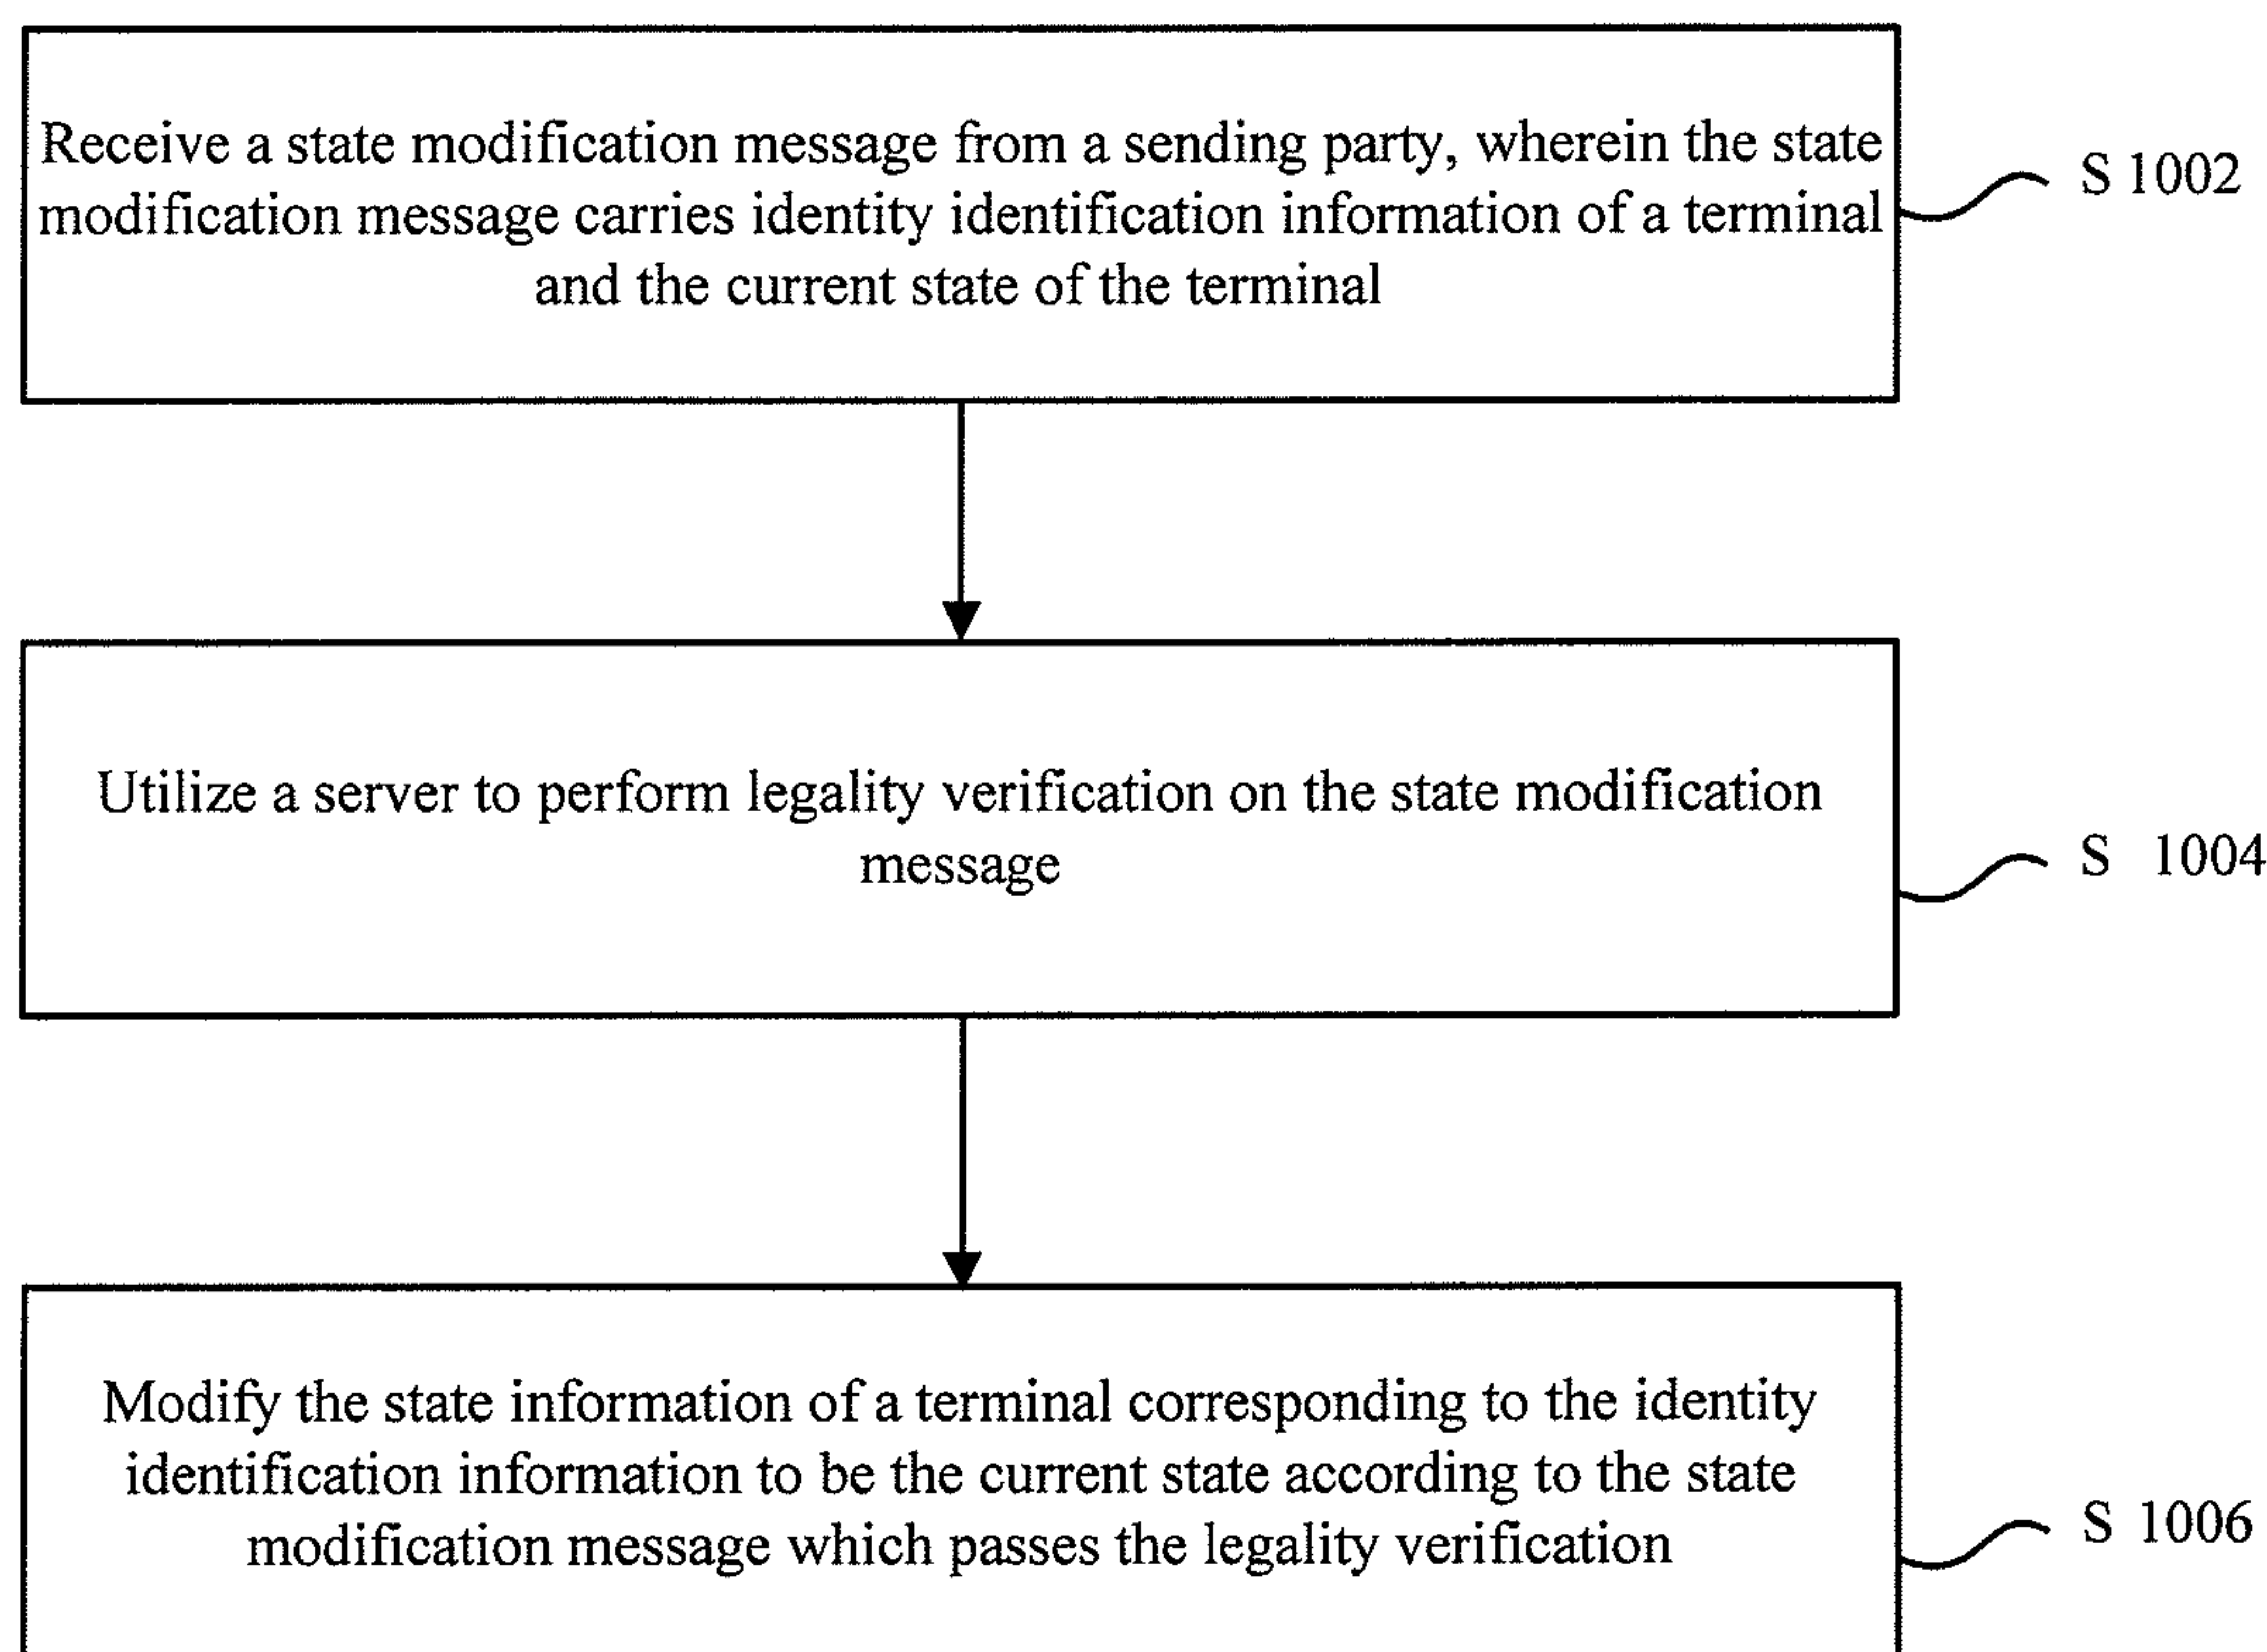 Receive a state modification message from a sending party, wherein the state
modification message carries identity identification information of a terminal
and the current state of the terminal
S 1002
Utilize a server to perform legality verification on the state modification
message
S 1004
Modify the state information of a terminal corresponding to the identity
identification information to be the current state according to the state
modification message which passes the legality verification
S 1006